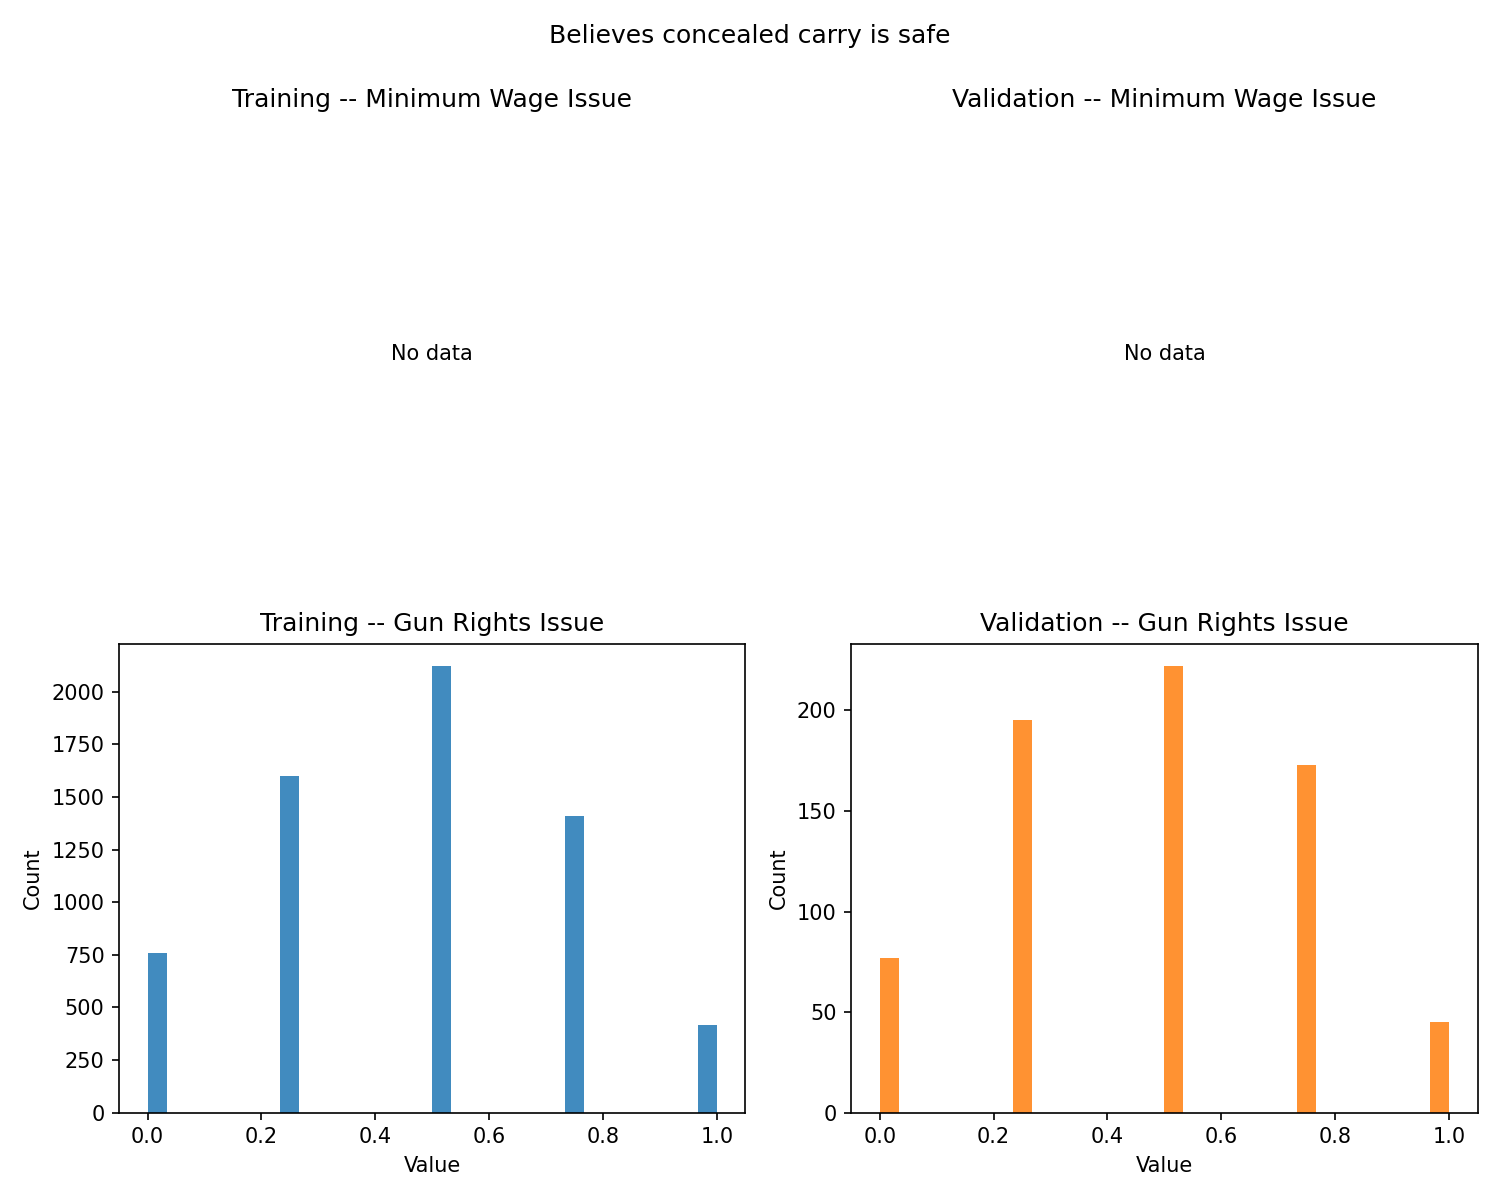 Believes concealed carry is safe
Training -- Minimum Wage Issue
Validation -- Minimum Wage Issue
No data
No data
Training -- Gun Rights Issue
Validation -- Gun Rights Issue
Count
2000
1750
1500
1250
1000
750
500
250
0
0.0 0.2 0.4 0.6 0.8 1.0
Value
Count
200
150
100
50
0
0.0 0.2 0.4 0.6 0.8 1.0
Value